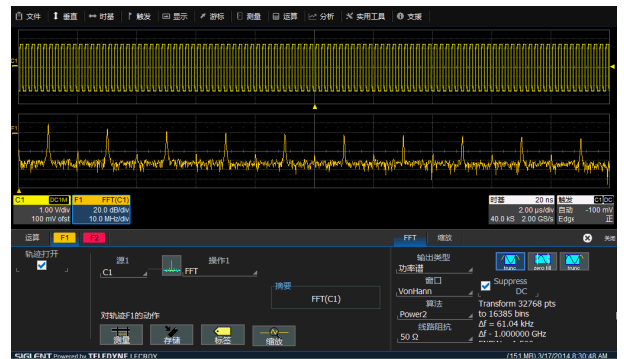 文件 垂直 时基 触发 显示 游标 测量 运算 分析 实用工具 支援
C1
F1
C1 DC1M F1 FFT(C1)
1.00 V/div 20.0 dB/div
100 mV ofst 10.0 MHz/div
时基 20 ns 触发 C1 DC
2.00 µs/div 自动 -100 mV
40.0 kS 2.00 GS/s Edge 正
运算 F1 F2 FFT 缩放 关闭
轨迹打开
源1 操作1
C1 FFT
摘要
FFT(C1)
对轨迹F1的动作
测量 存储 标签 缩放
输出类型
功率谱
trunc zero fill trunc
窗口
VonHann
Suppress
DC
算法
Power2
Transform 32768 pts
to 16385 bins
Δf = 61.04 kHz
Δf - 1.000000 GHz
线路阻抗
50 Ω
SIGLENT Powered by TELEDYNE LECROY
(151 MB) 3/17/2014 8:30:48 AM